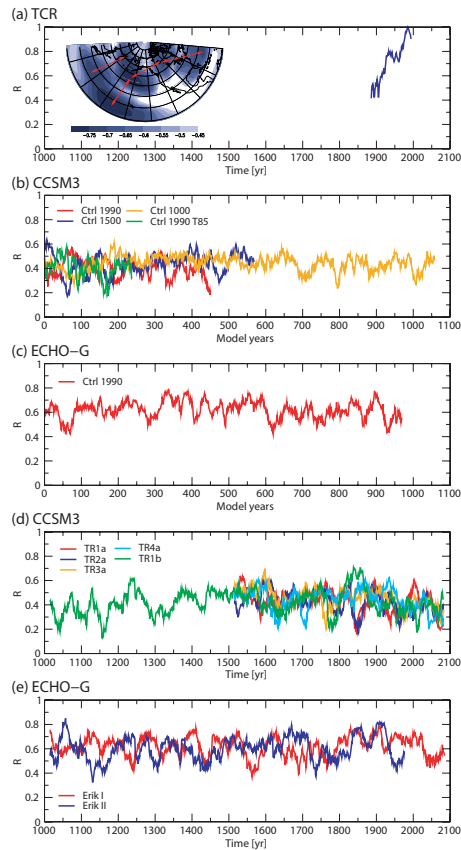 (a) TCR
1
0.8
0.6
R
0.4
0.2
0
-0.75 -0.7 -0.65 -0.6 -0.55 -0.5 -0.45
1000 1100 1200 1300 1400 1500 1600 1700 1800 1900 2000 2100
Time [yr]
(b) CCSM3
1
0.8
0.6
R
0.4
0.2
0
Ctrl 1990 Ctrl 1000
Ctrl 1500 Ctrl 1990 T85
0 100 200 300 400 500 600 700 800 900 1000 1100
Model years
(c) ECHO–G
1
0.8
0.6
R
0.4
0.2
0
Ctrl 1990
0 100 200 300 400 500 600 700 800 900 1000 1100
Model years
(d) CCSM3
1
0.8
0.6
R
0.4
0.2
0
TR1a TR4a
TR2a TR1b
TR3a
1000 1100 1200 1300 1400 1500 1600 1700 1800 1900 2000 2100
Time [yr]
(e) ECHO–G
1
0.8
0.6
R
0.4
0.2
0
Erik I
Erik II
1000 1100 1200 1300 1400 1500 1600 1700 1800 1900 2000 2100
Time [yr]